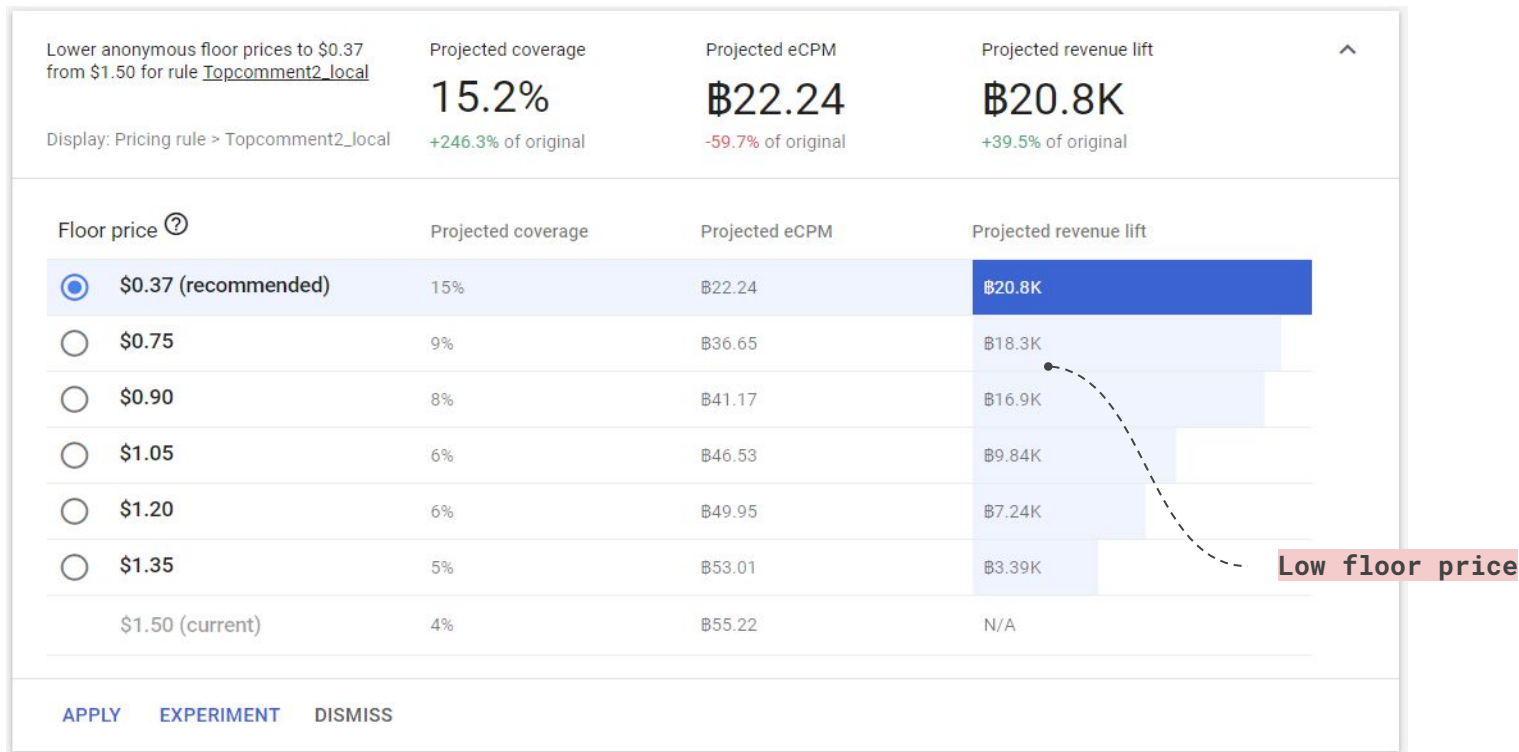 Lower anonymous floor prices to $0.37
from $1.50 for rule Topcomment2_local
Display: Pricing rule > Topcomment2_local
Projected coverage
15.2%
+246.3% of original
Projected eCPM
฿22.24
-59.7% of original
Projected revenue lift
฿20.8K
+39.5% of original
Floor price ? Projected coverage Projected eCPM Projected revenue lift
$0.37 (recommended) 15% ฿22.24 ฿20.8K
$0.75 9% ฿36.65 ฿18.3K
$0.90 8% ฿41.17 ฿16.9K
$1.05 6% ฿46.53 ฿9.84K
$1.20 6% ฿49.95 ฿7.24K
$1.35 5% ฿53.01 ฿3.39K
$1.50 (current) 4% ฿55.22 N/A
Low floor price
APPLY EXPERIMENT DISMISS